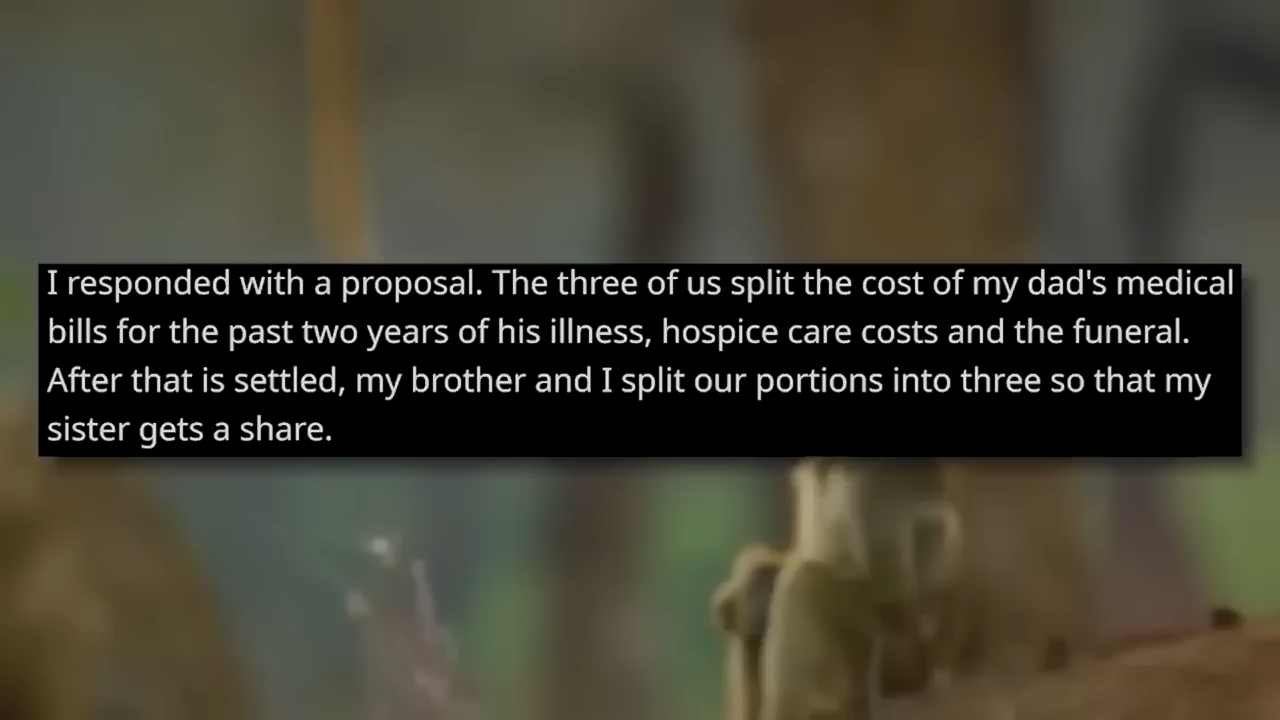 I responded with a proposal. The three of us split the cost of my dad's medical
bills for the past two years of his illness, hospice care costs and the funeral.
After that is settled, my brother and I split our portions into three so that my
sister gets a share.